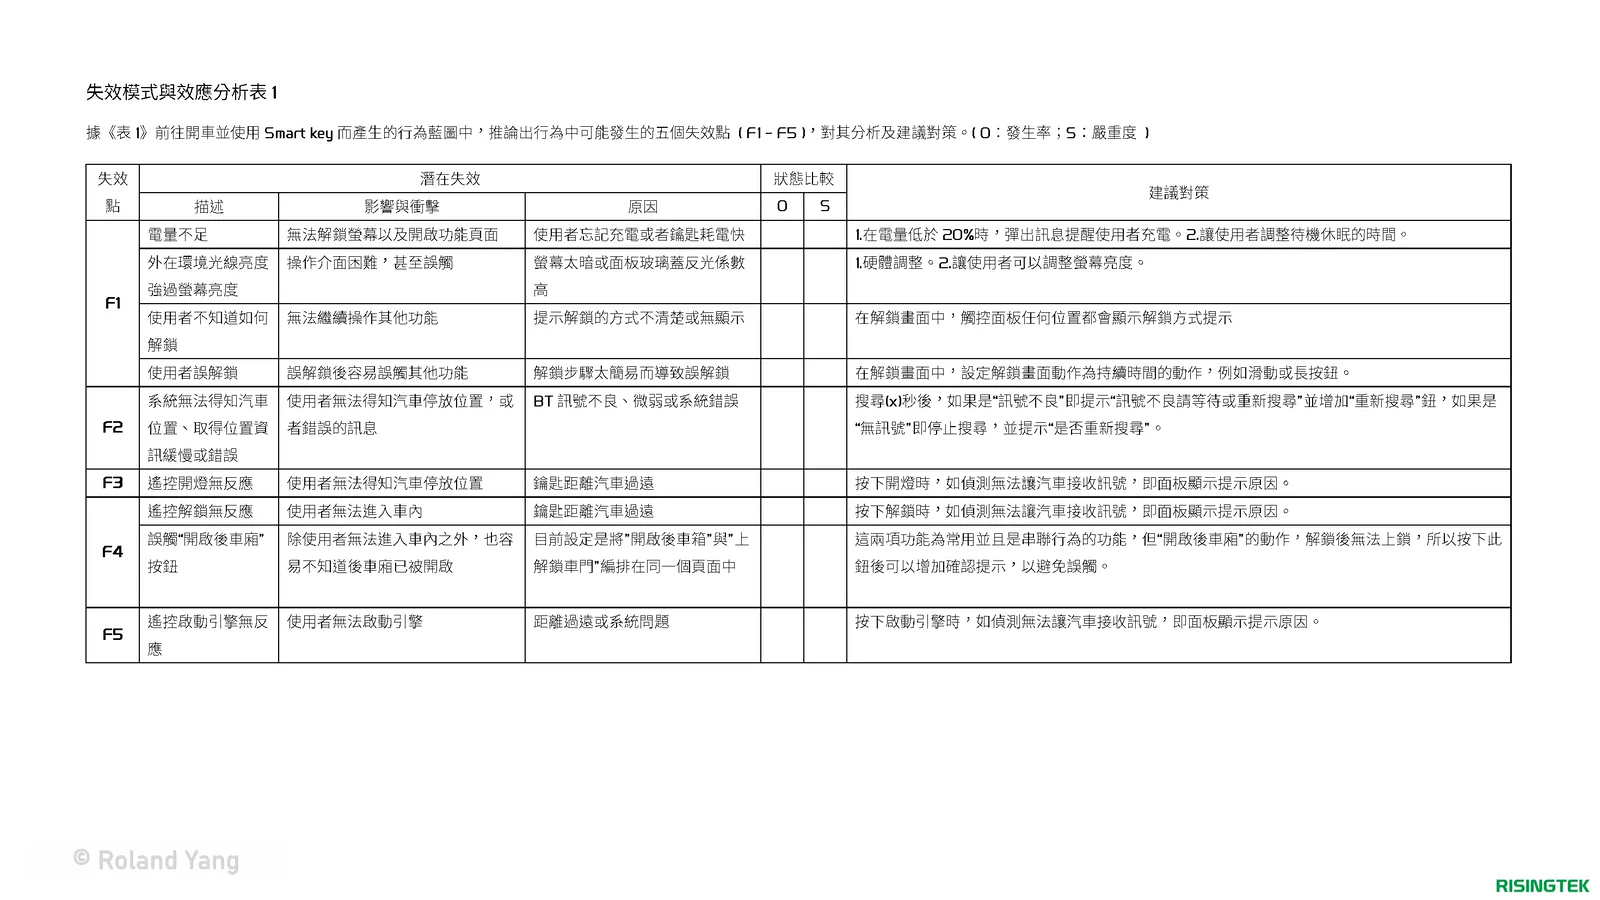 失效模式與效應分析表 1
據《表 1》前往開車並使用 Smart key 而產生的行為藍圖中，推論出行為中可能發生的五個失效點（F1 – F5），對其分析及建議對策。( O：發生率；S：嚴重度 )
失效點 潛在失效 狀態比較 建議對策
描述 影響與衝擊 原因 O S
F1
電量不足 無法解鎖螢幕以及開啟功能頁面 使用者忘記充電或者鑰匙耗電快 1.在電量低於 20%時，彈出訊息提醒使用者充電。2.讓使用者調整待機休眠的時間。
外在環境光線亮度
強過螢幕亮度
操作介面困難，甚至誤觸
螢幕太暗或面板玻璃蓋反光係數
高
1.硬體調整。2.讓使用者可以調整螢幕亮度。
使用者不知道如何
解鎖
無法繼續操作其他功能
提示解鎖的方式不清楚或無顯示
在解鎖畫面中，觸控面板任何位置都會顯示解鎖方式提示
使用者誤解鎖 誤解鎖後容易誤觸其他功能 解鎖步驟太簡易而導致誤解鎖 在解鎖畫面中，設定解鎖畫面動作為持續時間的動作，例如滑動或長按鈕。
F2
系統無法得知汽車
位置、取得位置資
訊緩慢或錯誤
使用者無法得知汽車停放位置，或
者錯誤的訊息
BT 訊號不良、微弱或系統錯誤
搜尋(x)秒後，如果是“訊號不良”即提示“訊號不良請等待或重新搜尋”並增加“重新搜尋”鈕，如果是
“無訊號”即停止搜尋，並提示“是否重新搜尋”。
F3 遙控開燈無反應 使用者無法得知汽車停放位置 鑰匙距離汽車過遠 按下開燈時，如偵測無法讓汽車接收訊號，即面板顯示提示原因。
F4
遙控解鎖無反應 使用者無法進入車內 鑰匙距離汽車過遠 按下解鎖時，如偵測無法讓汽車接收訊號，即面板顯示提示原因。
誤觸“開啟後車廂”
按鈕
除使用者無法進入車內之外，也容
易不知道後車廂已被開啟
目前設定是將”開啟後車箱”與”上
解鎖車門”編排在同一個頁面中
這兩項功能為常用並且是串聯行為的功能，但“開啟後車廂”的動作，解鎖後無法上鎖，所以按下此
鈕後可以增加確認提示，以避免誤觸。
F5
遙控啟動引擎無反
應
使用者無法啟動引擎
距離過遠或系統問題
按下啟動引擎時，如偵測無法讓汽車接收訊號，即面板顯示提示原因。
© Roland Yang
RISINGTEK